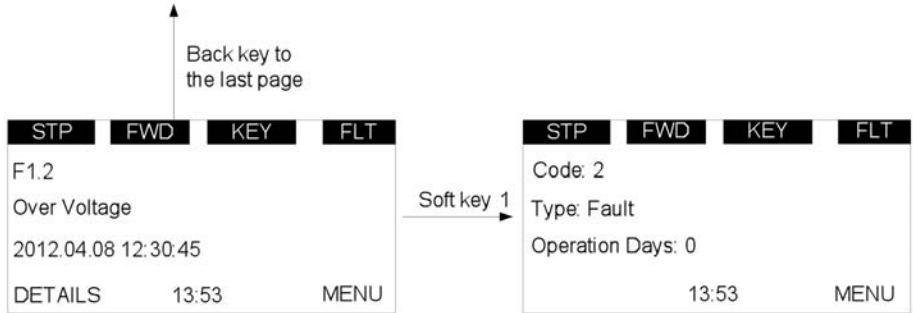 Back key to
the last page
STP FWD KEY FLT
F1.2
Over Voltage
2012.04.08 12:30:45
DETAILS 13:53 MENU
Soft key 1
STP FWD KEY FLT
Code: 2
Type: Fault
Operation Days: 0
13:53 MENU